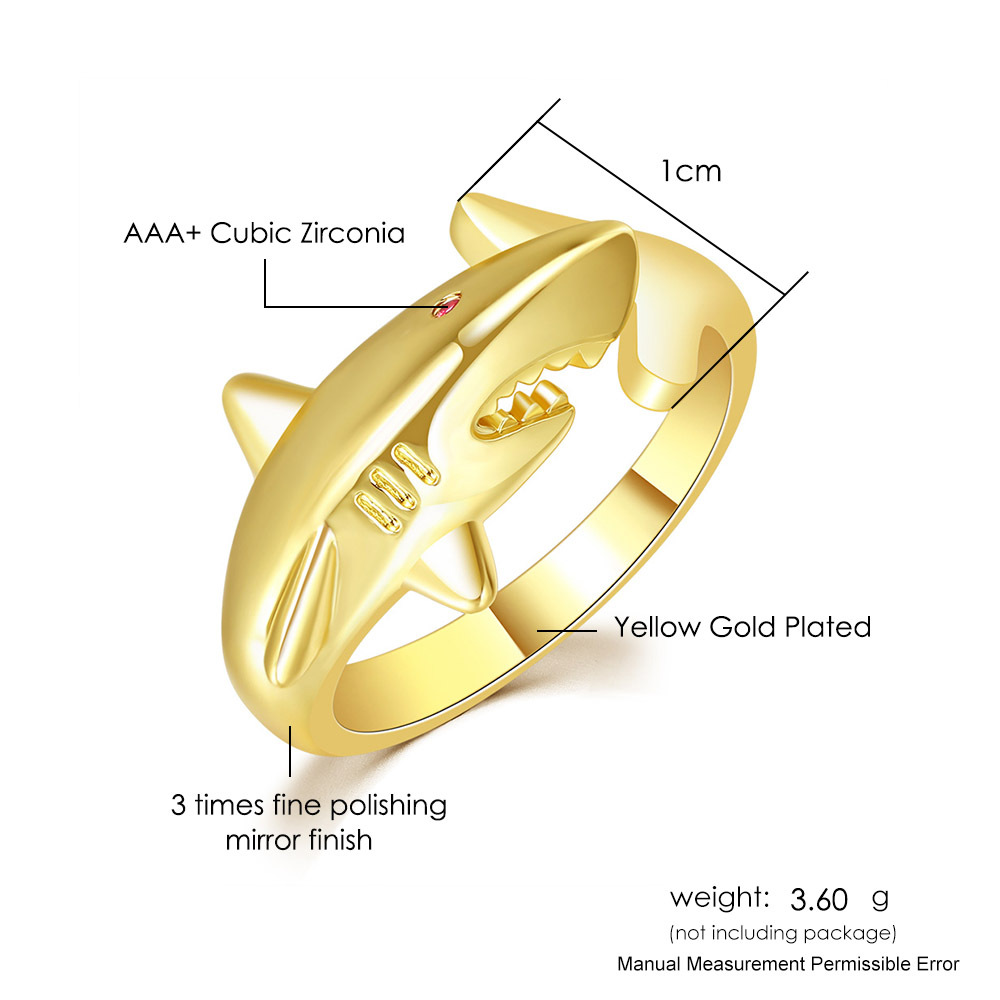 1cm
AAA+ Cubic Zirconia
Yellow Gold Plated
3 times fine polishing
mirror finish
weight: 3.60 g
(not including package)
Manual Measurement Permissible Error